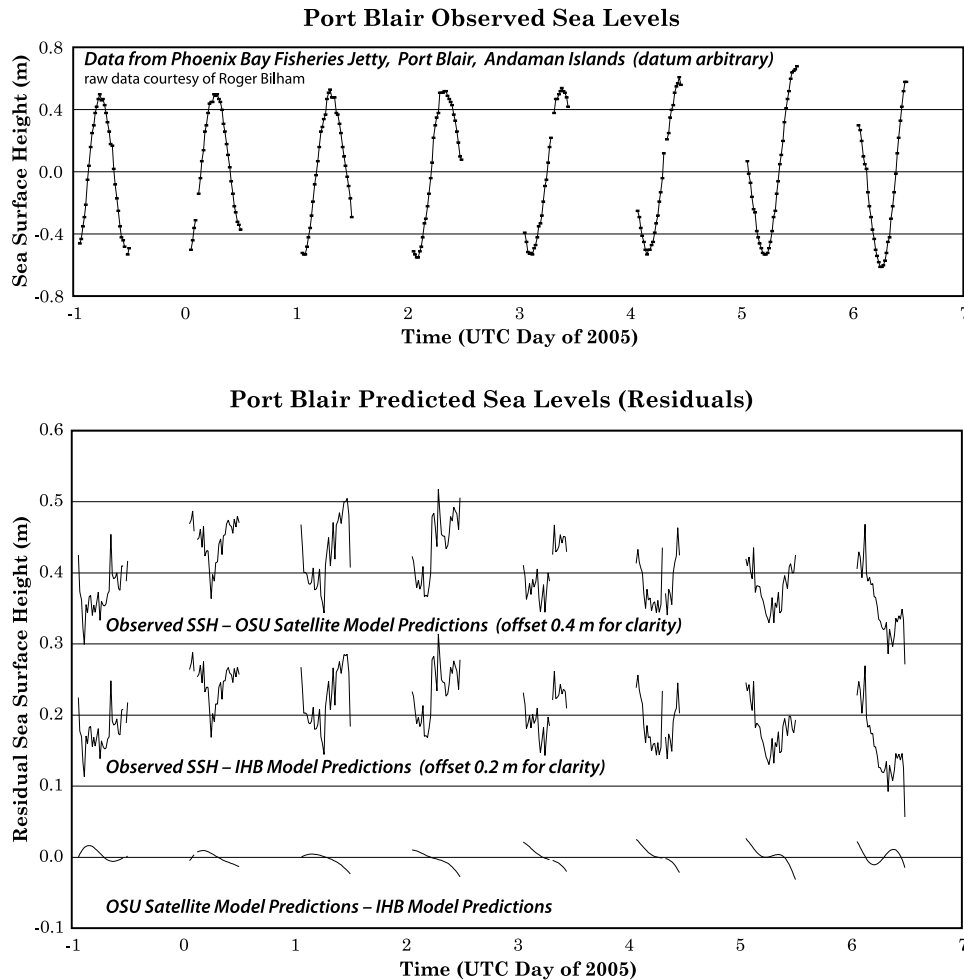 Port Blair Observed Sea Levels
Data from Phoenix Bay Fisheries Jetty, Port Blair, Andaman Islands (datum arbitrary)
raw data courtesy of Roger Bilham
Sea Surface Height (m)
0.8
0.4
0.0
-0.4
-0.8
-1 0 1 2 3 4 5 6 7
Time (UTC Day of 2005)
Port Blair Predicted Sea Levels (Residuals)
Residual Sea Surface Height (m)
0.6
0.5
0.4
Observed SSH – OSU Satellite Model Predictions (offset 0.4 m for clarity)
0.3
0.2
Observed SSH – IHB Model Predictions (offset 0.2 m for clarity)
0.1
0.0
OSU Satellite Model Predictions – IHB Model Predictions
-0.1
-1 0 1 2 3 4 5 6 7
Time (UTC Day of 2005)